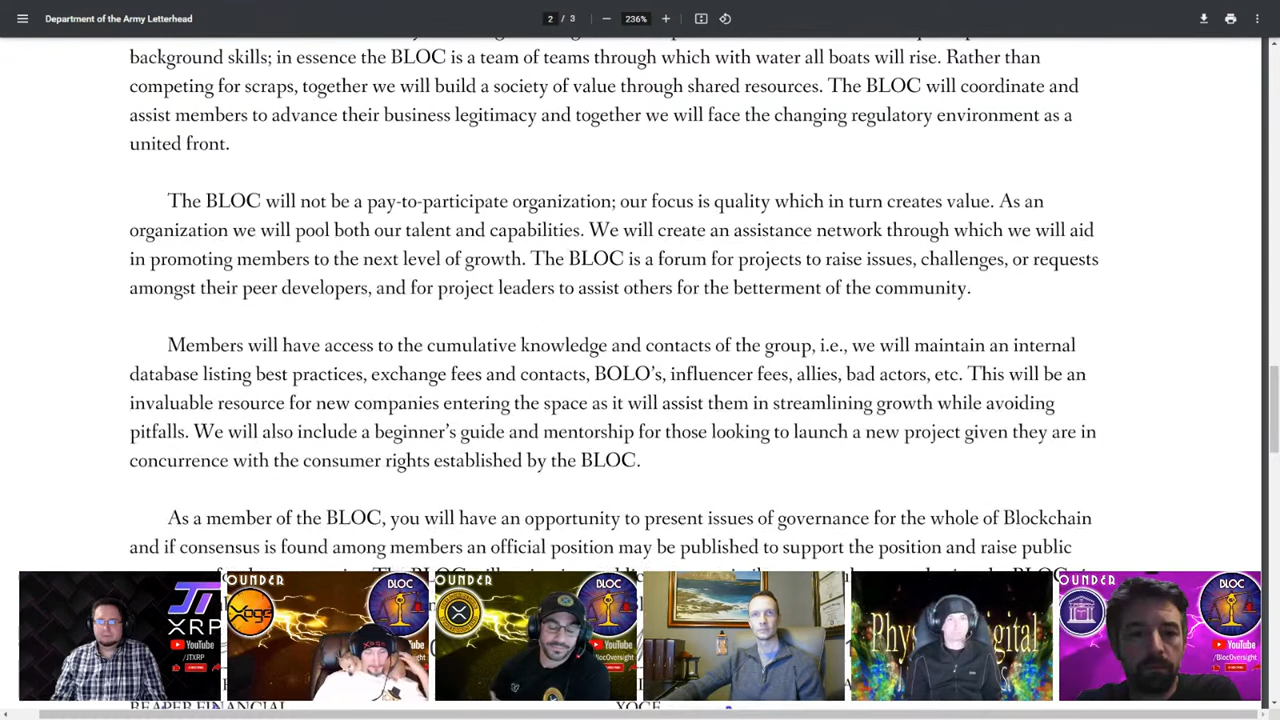 Department of the Army Letterhead
2 / 3
236%
background skills; in essence the BLOC is a team of teams through which with water all boats will rise. Rather than
competing for scraps, together we will build a society of value through shared resources. The BLOC will coordinate and
assist members to advance their business legitimacy and together we will face the changing regulatory environment as a
united front.
The BLOC will not be a pay-to-participate organization; our focus is quality which in turn creates value. As an
organization we will pool both our talent and capabilities. We will create an assistance network through which we will aid
in promoting members to the next level of growth. The BLOC is a forum for projects to raise issues, challenges, or requests
amongst their peer developers, and for project leaders to assist others for the betterment of the community.
Members will have access to the cumulative knowledge and contacts of the group, i.e., we will maintain an internal
database listing best practices, exchange fees and contacts, BOLO's, influencer fees, allies, bad actors, etc. This will be an
invaluable resource for new companies entering the space as it will assist them in streamlining growth while avoiding
pitfalls. We will also include a beginner's guide and mentorship for those looking to launch a new project given they are in
concurrence with the consumer rights established by the BLOC.
As a member of the BLOC, you will have an opportunity to present issues of governance for the whole of Blockchain
and if consensus is found among members an official position may be published to support the position and raise public
JTXRP
YouTube
/JTXRP
OUNDER
Xoge
BLOC
OUNDER
BLOC
YouTube
Phy
gital
BLOC
YouTube
/BlocOversight
REAPER FINANCIAL
XOGE